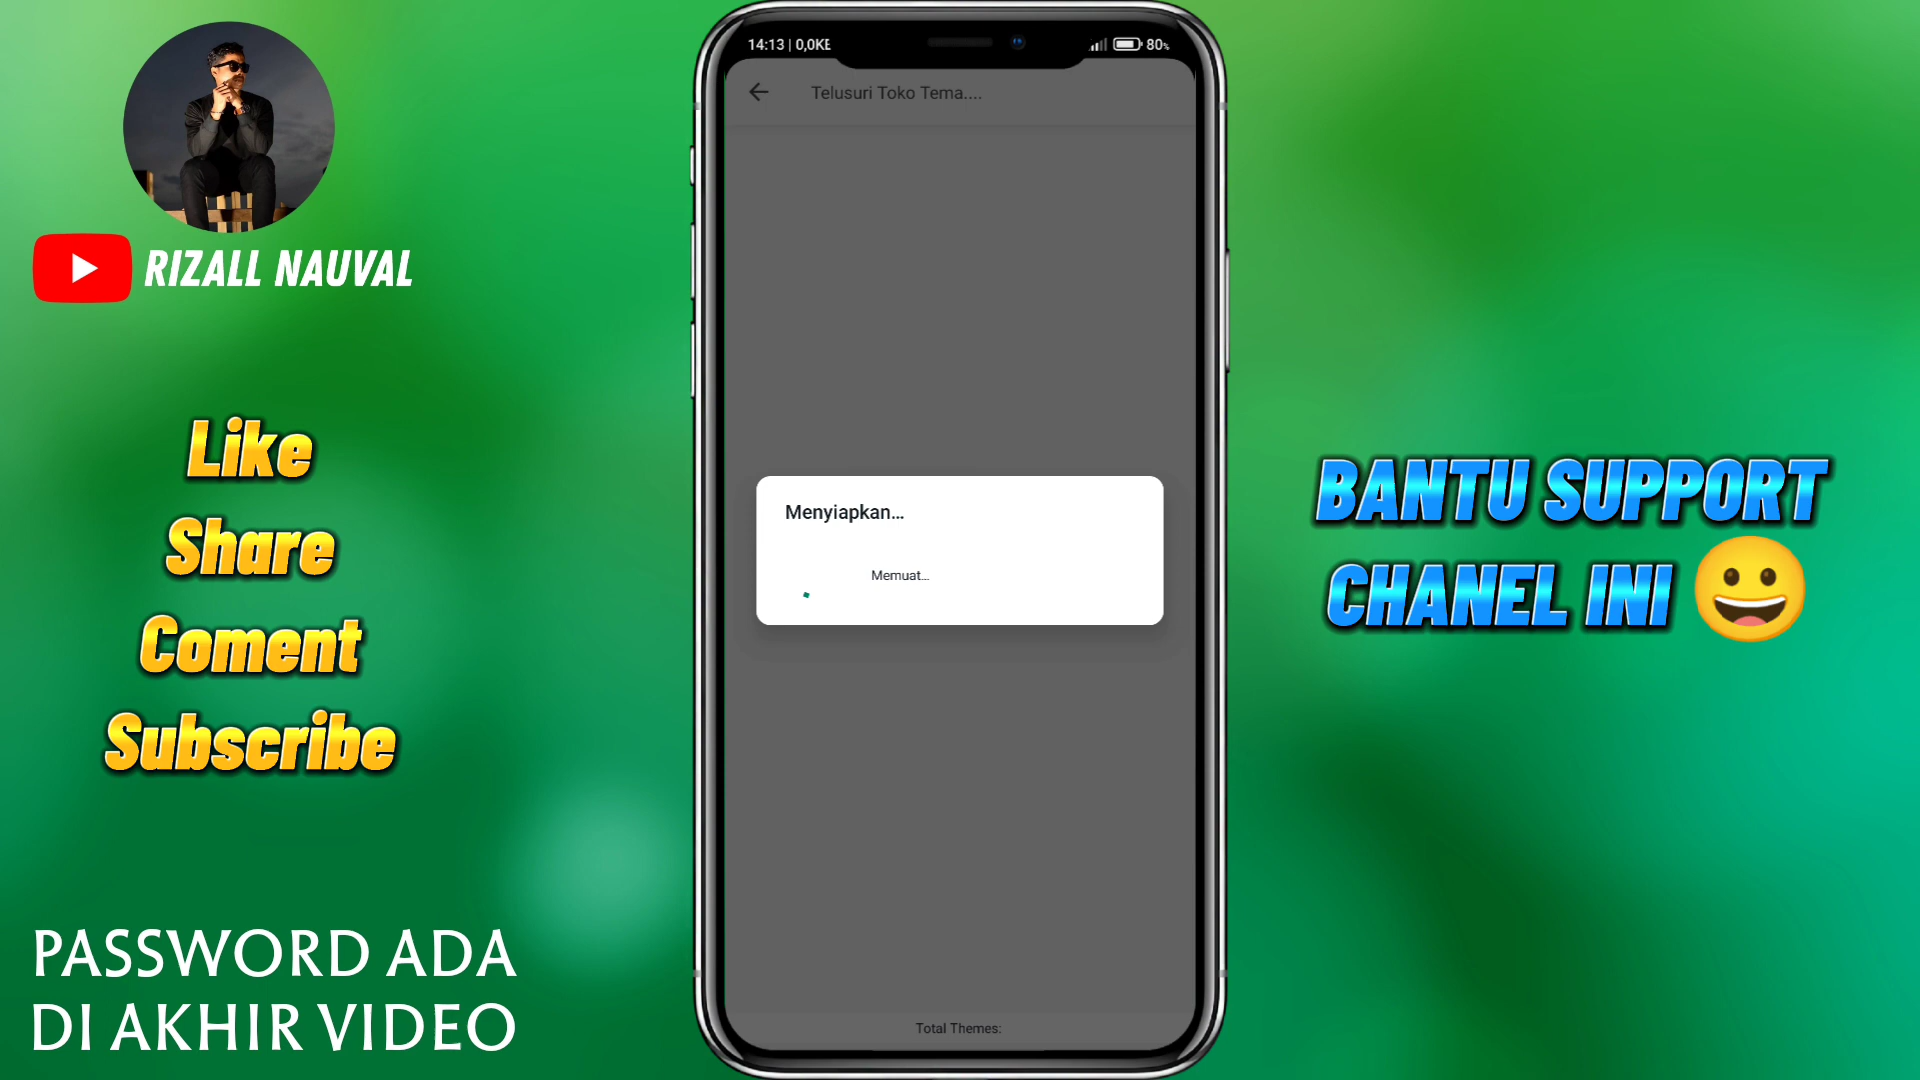 RIZALL NAUVAL
Like
Share
Coment
Subscribe
PASSWORD ADA
DI AKHIR VIDEO
14:13 | 0,0KE
80%
Telusuri Toko Tema....
Menyiapkan...
Memuat...
Total Themes:
BANTU SUPPORT
CHANEL INI 😀